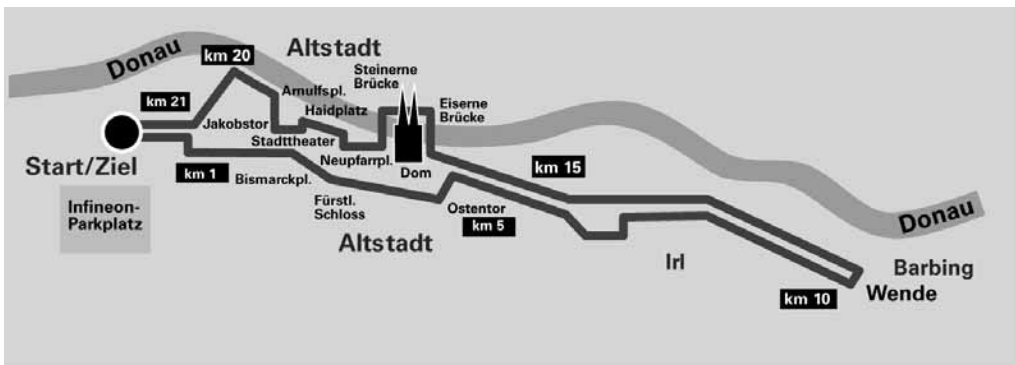 Donau
km 20
Altstadt
Steinerne
Brücke
Arnulfspl.
km 21
Haidplatz
Eiserne
Brücke
Jakobstor
Stadttheater
Neupfarrpl.
Dom
km 15
Start/Ziel
km 1
Bismarckpl.
Fürstl.
Schloss
Ostentor
km 5
Infineon-
Parkplatz
Altstadt
Irl
Donau
Barbing
Wende
km 10